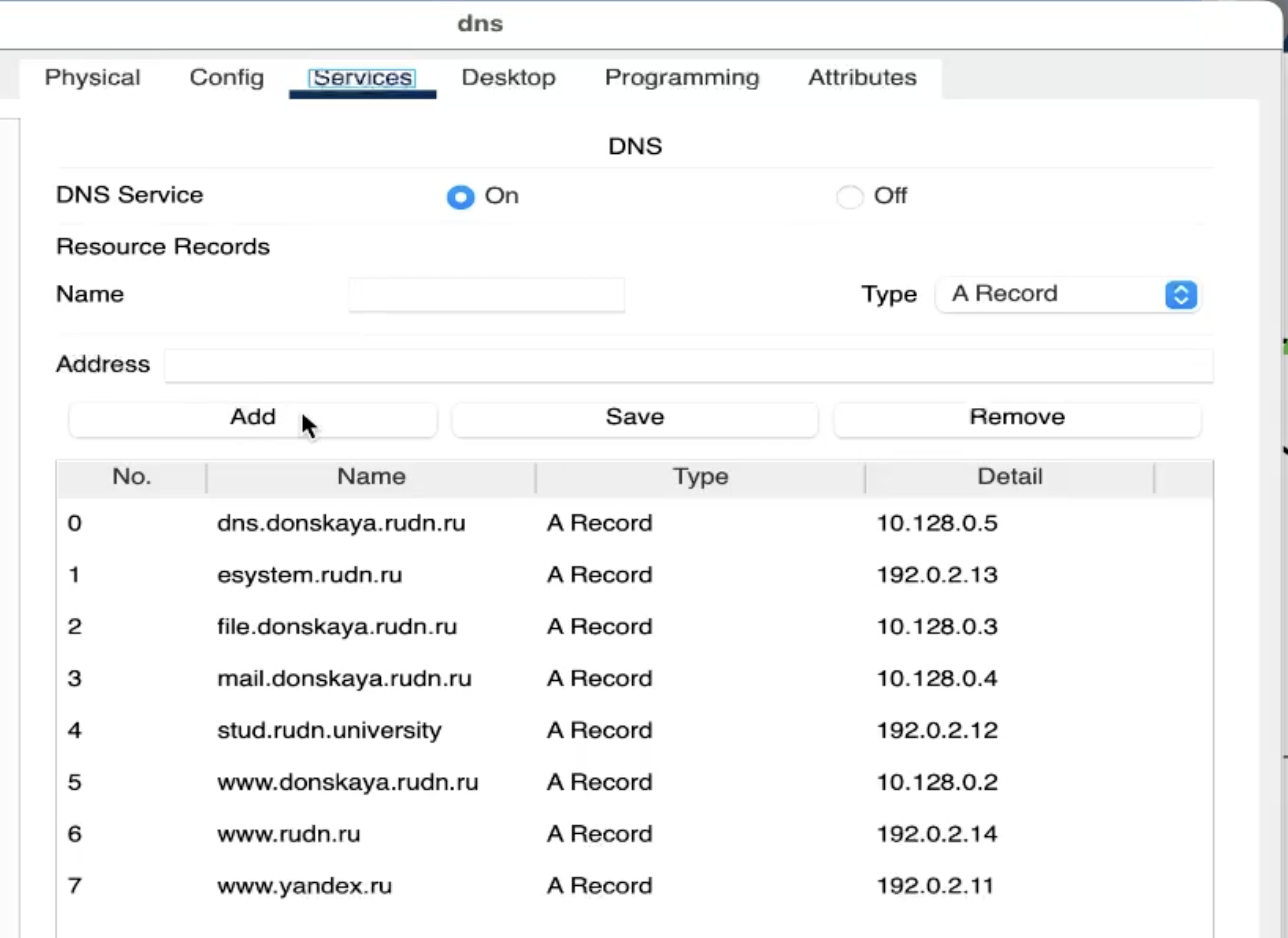 dns
Physical Config Services Desktop Programming Attributes
DNS
DNS Service On Off
Resource Records
Name Type A Record
Address
Add Save Remove
No. Name Type Detail
0 dns.donskaya.rudn.ru A Record 10.128.0.5
1 esystem.rudn.ru A Record 192.0.2.13
2 file.donskaya.rudn.ru A Record 10.128.0.3
3 mail.donskaya.rudn.ru A Record 10.128.0.4
4 stud.rudn.university A Record 192.0.2.12
5 www.donskaya.rudn.ru A Record 10.128.0.2
6 www.rudn.ru A Record 192.0.2.14
7 www.yandex.ru A Record 192.0.2.11